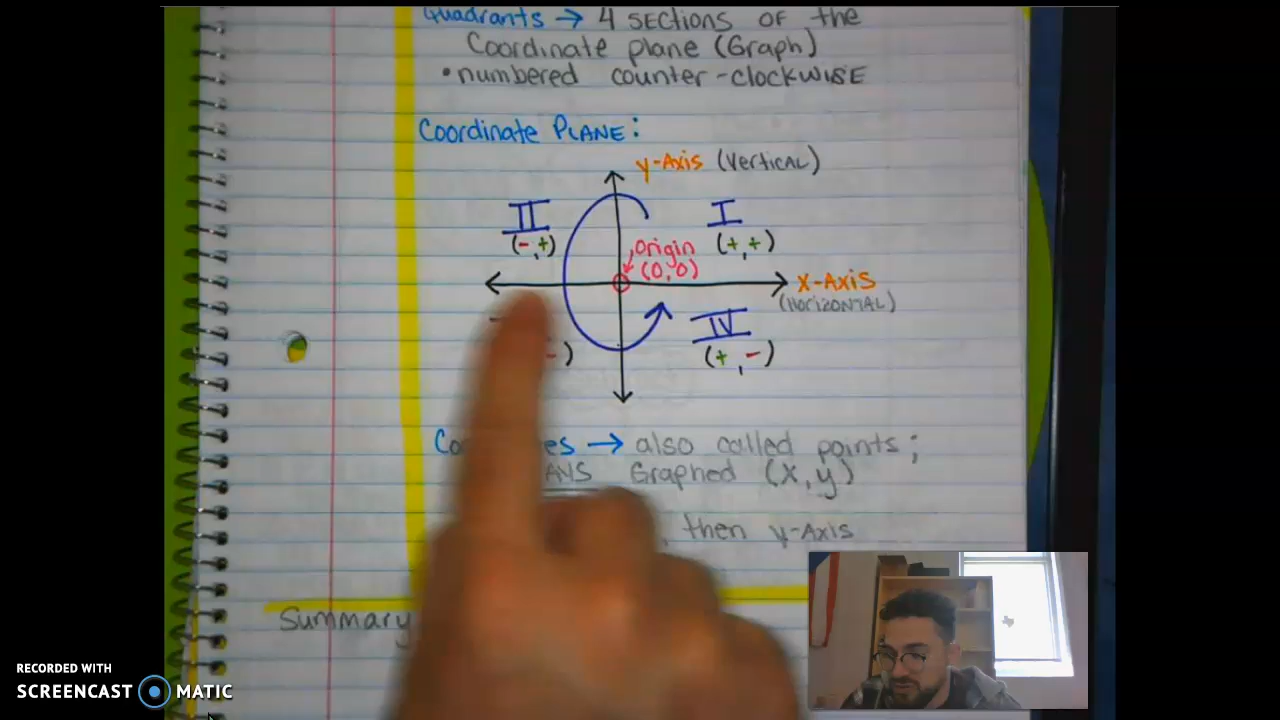 Quadrants → 4 SECTIONS OF the
Coordinate plane (Graph)
• numbered counter-clockwise
Coordinate PLANE:
y-Axis (Vertical)
II
(-,+)
I
(+,+)
Origin
(0,0)
x-Axis
(HORIZONTAL)
IV
(+,-)
-)
→ also called points;
Graphed (x,y)
, then y-Axis
Summary
RECORDED WITH
SCREENCAST MATIC